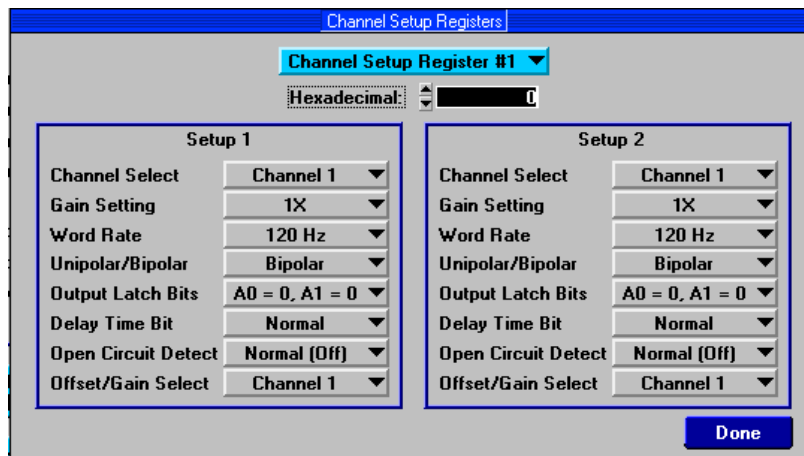 Channel Setup Registers
Channel Setup Register #1
Hexadecimal: 0
Setup 1
Channel Select Channel 1
Gain Setting 1X
Word Rate 120 Hz
Unipolar/Bipolar Bipolar
Output Latch Bits A0 = 0, A1 = 0
Delay Time Bit Normal
Open Circuit Detect Normal (Off)
Offset/Gain Select Channel 1
Setup 2
Channel Select Channel 1
Gain Setting 1X
Word Rate 120 Hz
Unipolar/Bipolar Bipolar
Output Latch Bits A0 = 0, A1 = 0
Delay Time Bit Normal
Open Circuit Detect Normal (Off)
Offset/Gain Select Channel 1
Done